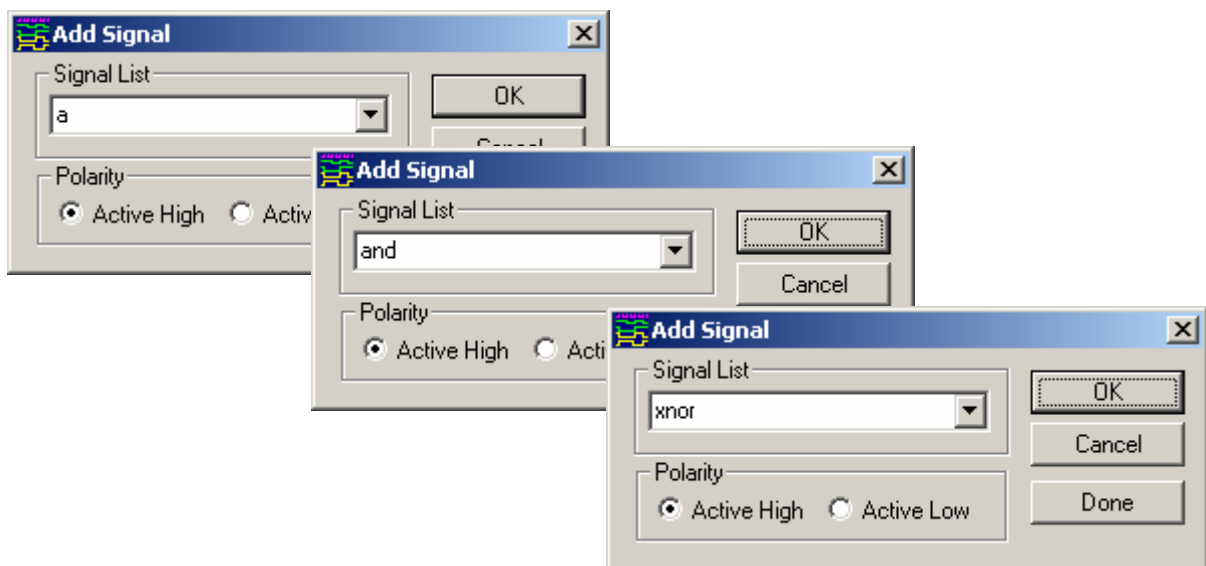 Add Signal
Signal List
OK
a
Cancel
Polarity
Active High
Add Signal
Signal List
OK
and
Cancel
Polarity
Active High
Add Signal
Signal List
OK
xnor
Cancel
Polarity
Done
Active High Active Low